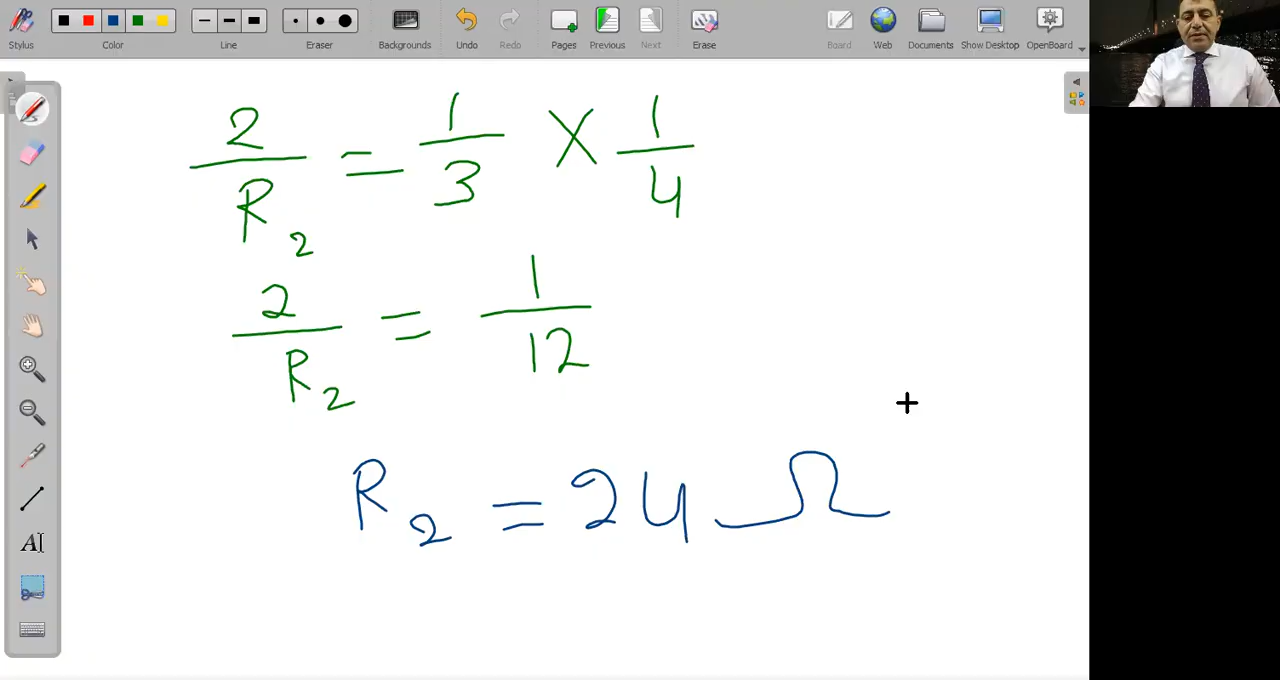 Stylus Color Line Eraser Backgrounds Undo Redo Pages Previous Next Erase Board Web Documents Show Desktop OpenBoard
2/R₂ = 1/3 X 1/4
2/R₂ = 1/12
R₂ = 24 Ω
AI